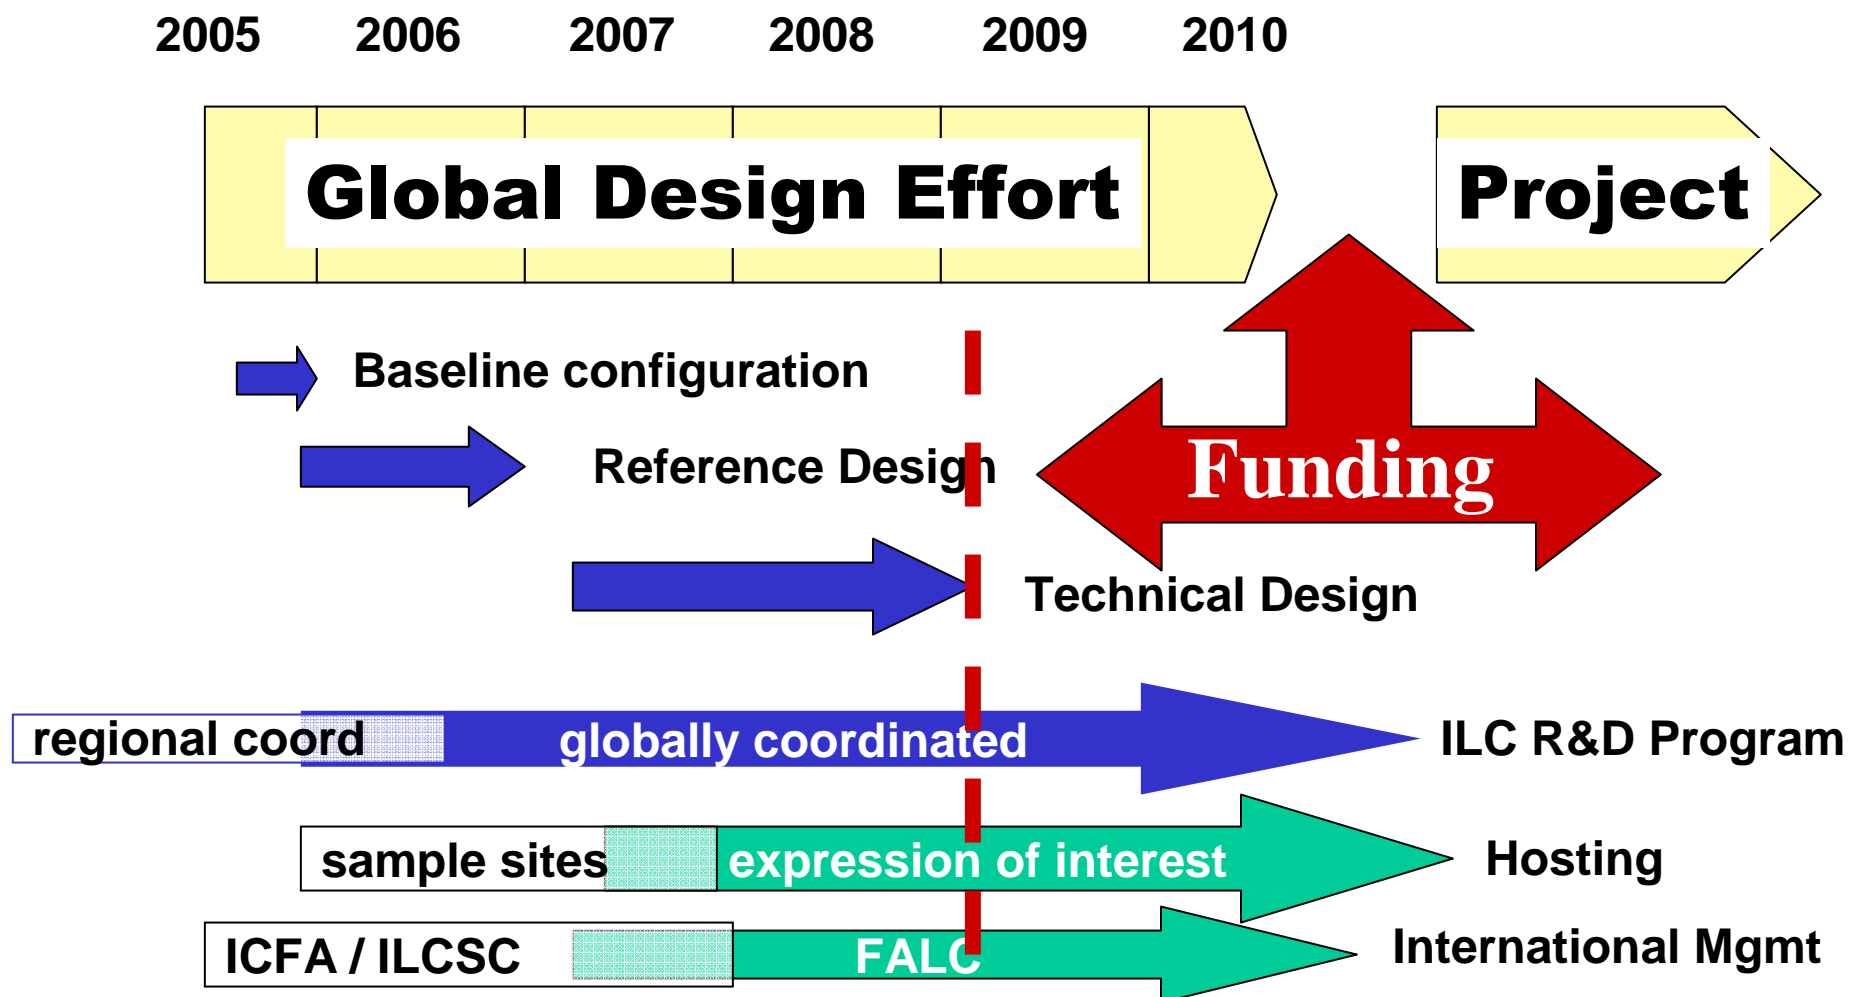 2005 2006 2007 2008 2009 2010
Global Design Effort
Project
Baseline configuration
Reference Design
Funding
Technical Design
regional coord
globally coordinated
ILC R&D Program
sample sites
expression of interest
Hosting
ICFA / ILCSC
FALC
International Mgmt